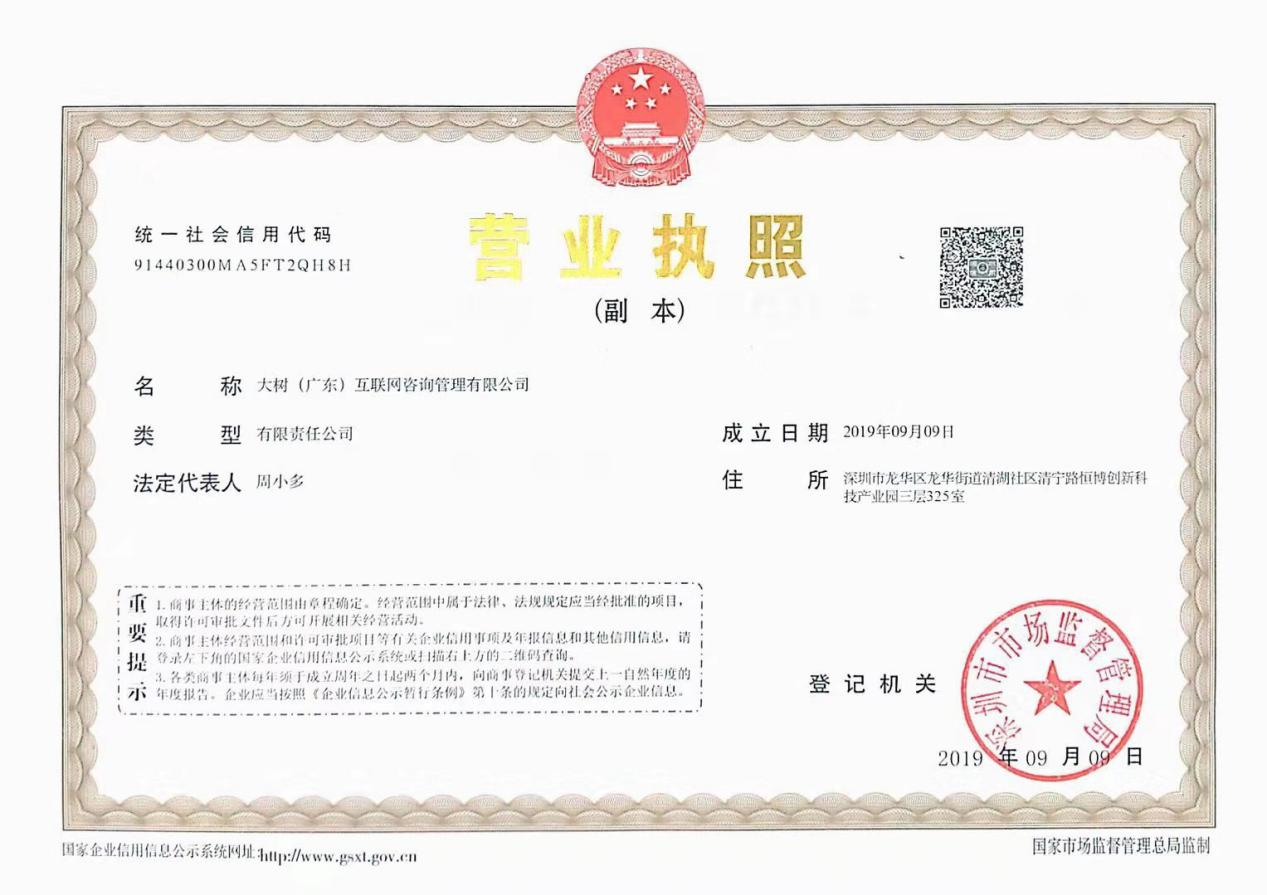 统一社会信用代码
91440300MA5FT2QH8H
营业执照
(副 本)
名 称 大树（广东）互联网咨询管理有限公司
类 型 有限责任公司
法定代表人 周小多
成立日期 2019年09月09日
住 所 深圳市龙华区龙华街道清湖社区清宁路恒博创新科
技产业园三层325室
重要提示
1. 商事主体的经营范围由章程确定。经营范围中属于法律、法规规定应当经批准的项目，
取得许可审批文件后方可开展相关经营活动。
2. 商事主体经营范围和许可审批项目等有关企业信用事项及年报信息和其他信用信息，请
登录左下角的国家企业信用信息公示系统或扫描右上方的二维码查询。
3. 各类商事主体每年须于成立周年之日起两个月内，向商事登记机关提交上一自然年度的
年度报告。企业应当按照《企业信息公示暂行条例》第十条的规定向社会公示企业信息。
登记机关
深圳市市场监督管理局
2019 年 09 月 09 日
国家企业信用信息公示系统网址:http://www.gsxt.gov.cn
国家市场监督管理总局监制